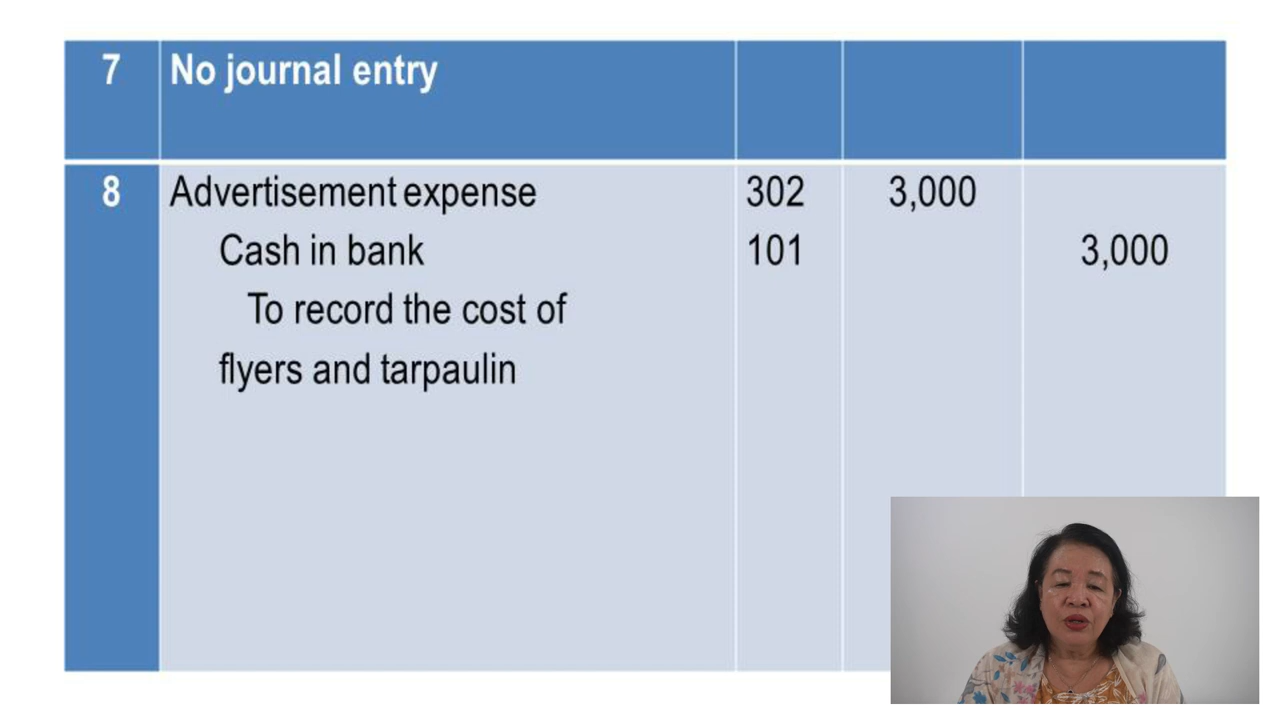 7 No journal entry
8 Advertisement expense 302 3,000
Cash in bank 101 3,000
To record the cost of
flyers and tarpaulin